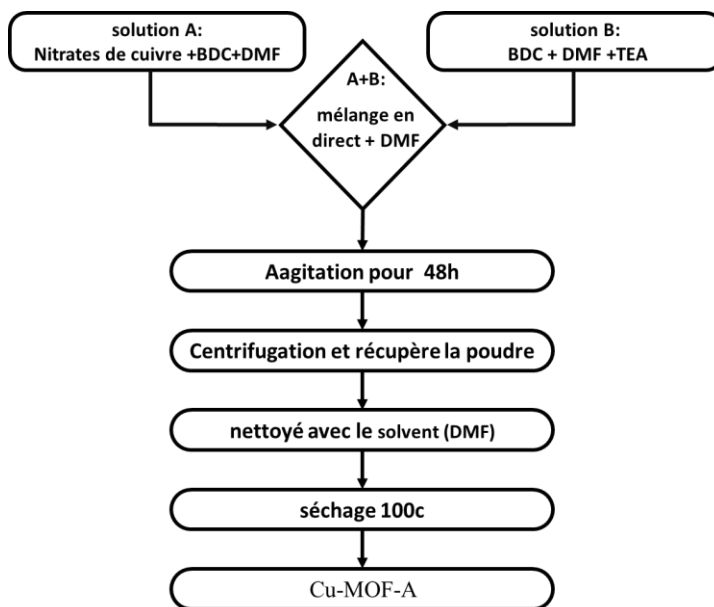 solution A:
Nitrates de cuivre +BDC+DMF
solution B:
BDC + DMF +TEA
A+B:
mélange en
direct + DMF
Aagitation pour 48h
Centrifugation et récupère la poudre
nettoyé avec le solvent (DMF)
séchage 100c
Cu-MOF-A